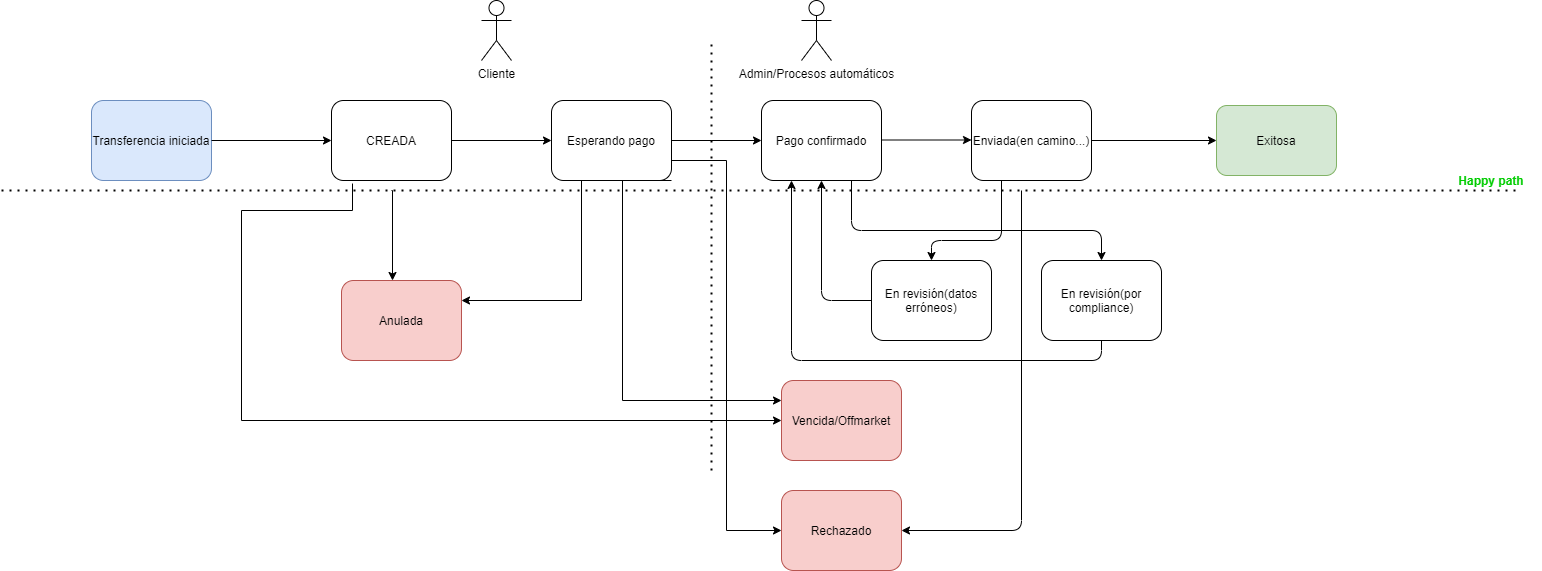 Cliente
Admin/Procesos automáticos
Transferencia iniciada
CREADA
Esperando pago
Pago confirmado
Enviada(en camino...)
Exitosa
Happy path
En revisión(datos
erróneos)
En revisión(por
compliance)
Anulada
Vencida/Offmarket
Rechazado